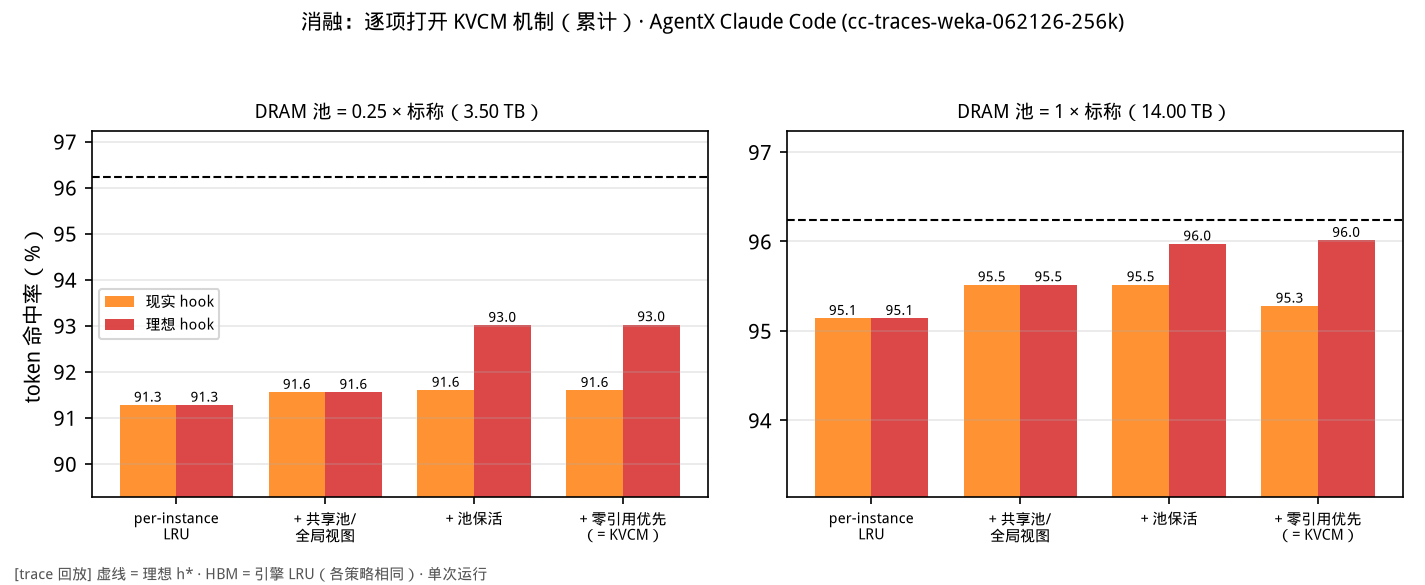 消融：逐项打开 KVCM 机制（累计）· AgentX Claude Code (cc-traces-weka-062126-256k)
DRAM 池 = 0.25 × 标称（3.50 TB）
token 命中率（%）
97
96
95
94
93
92
91
90
现实 hook
理想 hook
91.3
91.3
91.6
91.6
91.6
93.0
91.6
93.0
per-instance
LRU
+ 共享池/
全局视图
+ 池保活
+ 零引用优先
（= KVCM）
DRAM 池 = 1 × 标称（14.00 TB）
97
96
95
94
95.1
95.1
95.5
95.5
95.5
96.0
95.3
96.0
per-instance
LRU
+ 共享池/
全局视图
+ 池保活
+ 零引用优先
（= KVCM）
[trace 回放] 虚线 = 理想 h* · HBM = 引擎 LRU（各策略相同）· 单次运行